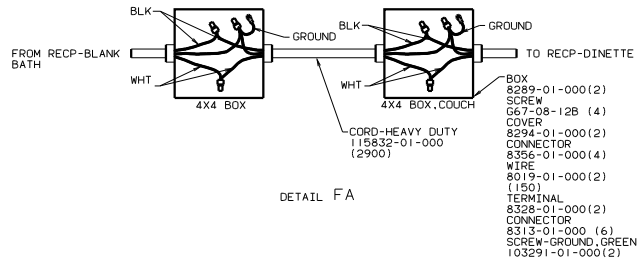 BLK
BLK
GROUND
GROUND
FROM RECP-BLANK
BATH
TO RECP-DINETTE
WHT
WHT
4X4 BOX
4X4 BOX,COUCH
BOX
8289-01-000(2)
SCREW
G67-08-12B (4)
COVER
8294-01-000(2)
CONNECTOR
8356-01-000(4)
WIRE
8019-01-000(2)
(150)
TERMINAL
8328-01-000(2)
CONNECTOR
8313-01-000 (6)
SCREW-GROUND,GREEN
103291-01-000(2)
CORD-HEAVY DUTY
115832-01-000
(2900)
DETAIL FA